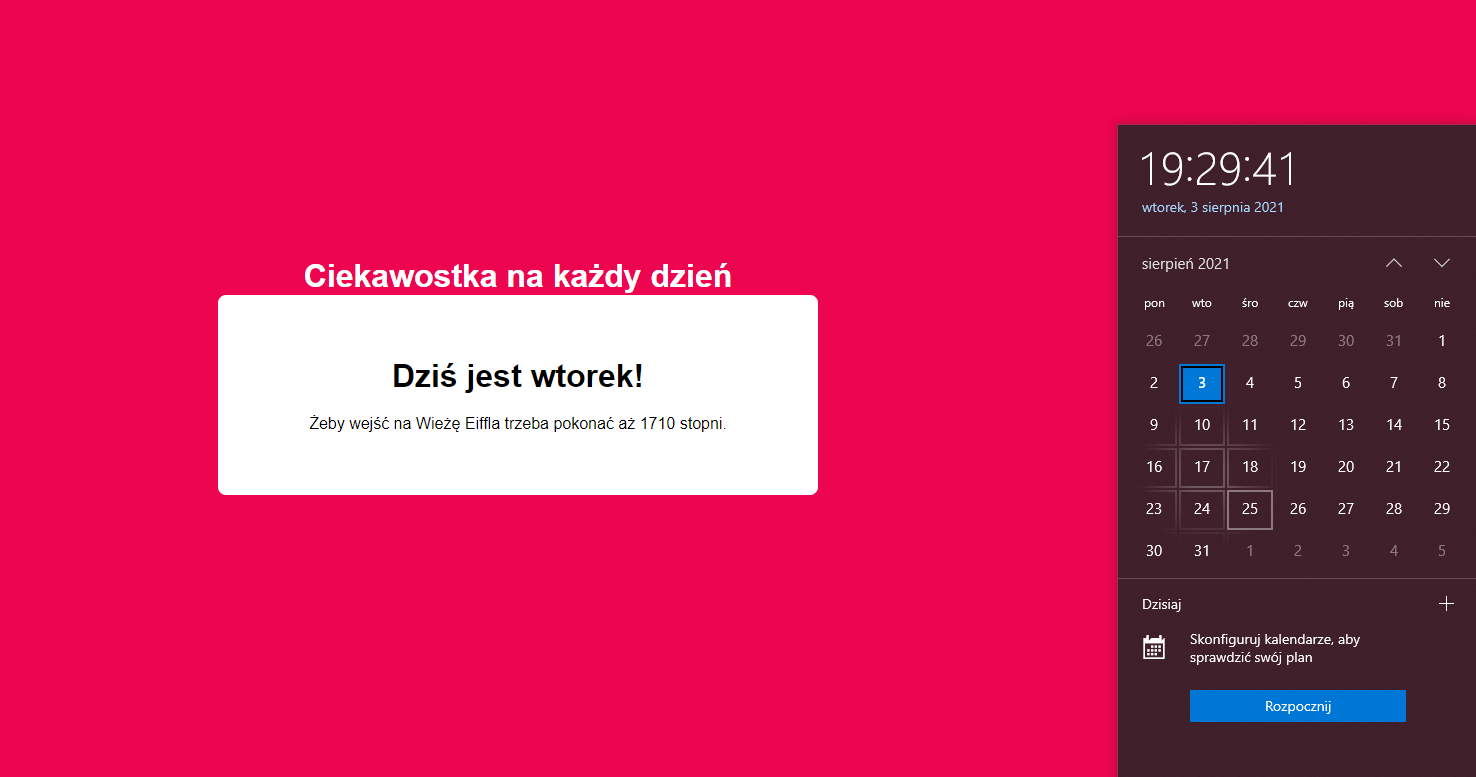 Ciekawostka na każdy dzień
Dziś jest wtorek!
Żeby wejść na Wieżę Eiffla trzeba pokonać aż 1710 stopni.
19:29:41
wtorek, 3 sierpnia 2021
sierpień 2021
pon wto śro czw pią sob nie
26 27 28 29 30 31 1
2 3 4 5 6 7 8
9 10 11 12 13 14 15
16 17 18 19 20 21 22
23 24 25 26 27 28 29
30 31 1 2 3 4 5
Dzisiaj
Skonfiguruj kalendarze, aby
sprawdzić swój plan
Rozpocznij